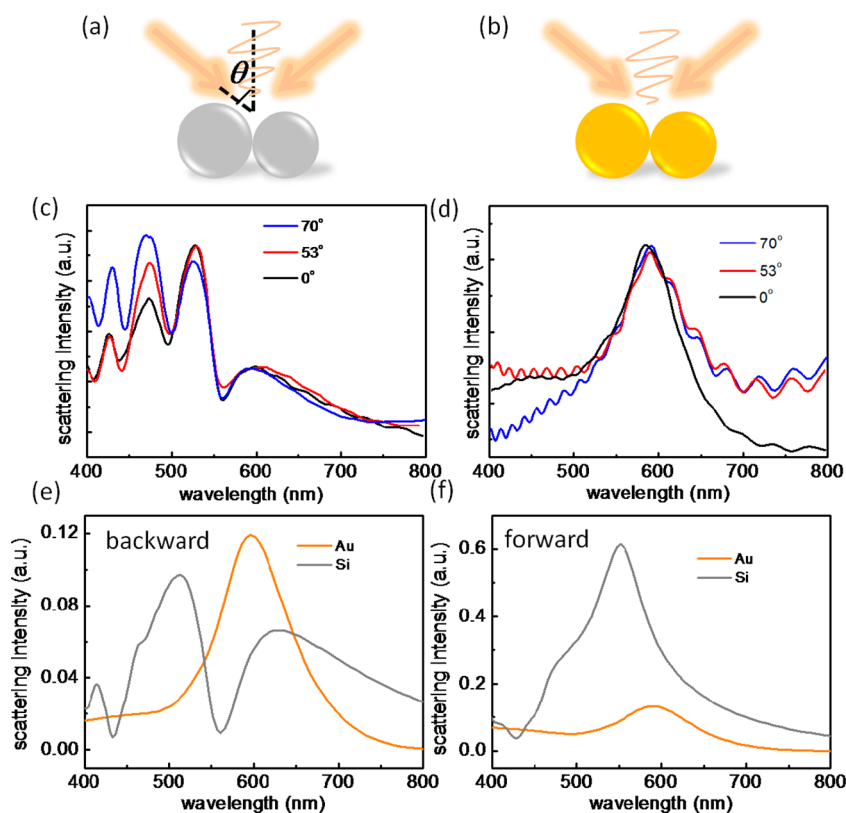 (a)
(b)
θ
(c)
(d)
scattering Intensity (a.u.)
70°
53°
0°
400 500 600 700 800
wavelength (nm)
scattering Intensity (a.u.)
70°
53°
0°
400 500 600 700 800
wavelength (nm)
(e)
(f)
scattering Intensity (a.u.)
backward
Au
Si
0.12
0.08
0.04
0.00
400 500 600 700 800
wavelength (nm)
scattering Intensity (a.u.)
forward
Au
Si
0.6
0.4
0.2
0.0
400 500 600 700 800
wavelength (nm)